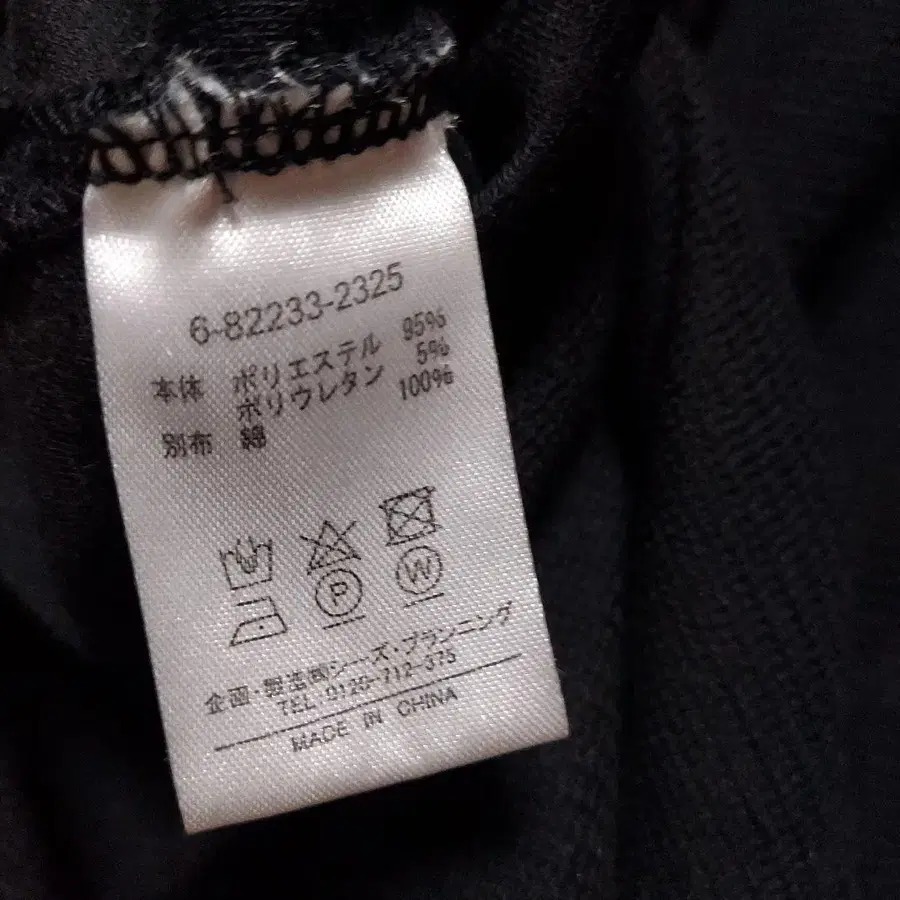 6-82233-2325
本体 ポリエステル 95%
ポリウレタン 5%
別布 綿 100%
P W
企画・製造㈱シーズ・プランニング
TEL:0120-712-375
MADE IN CHINA